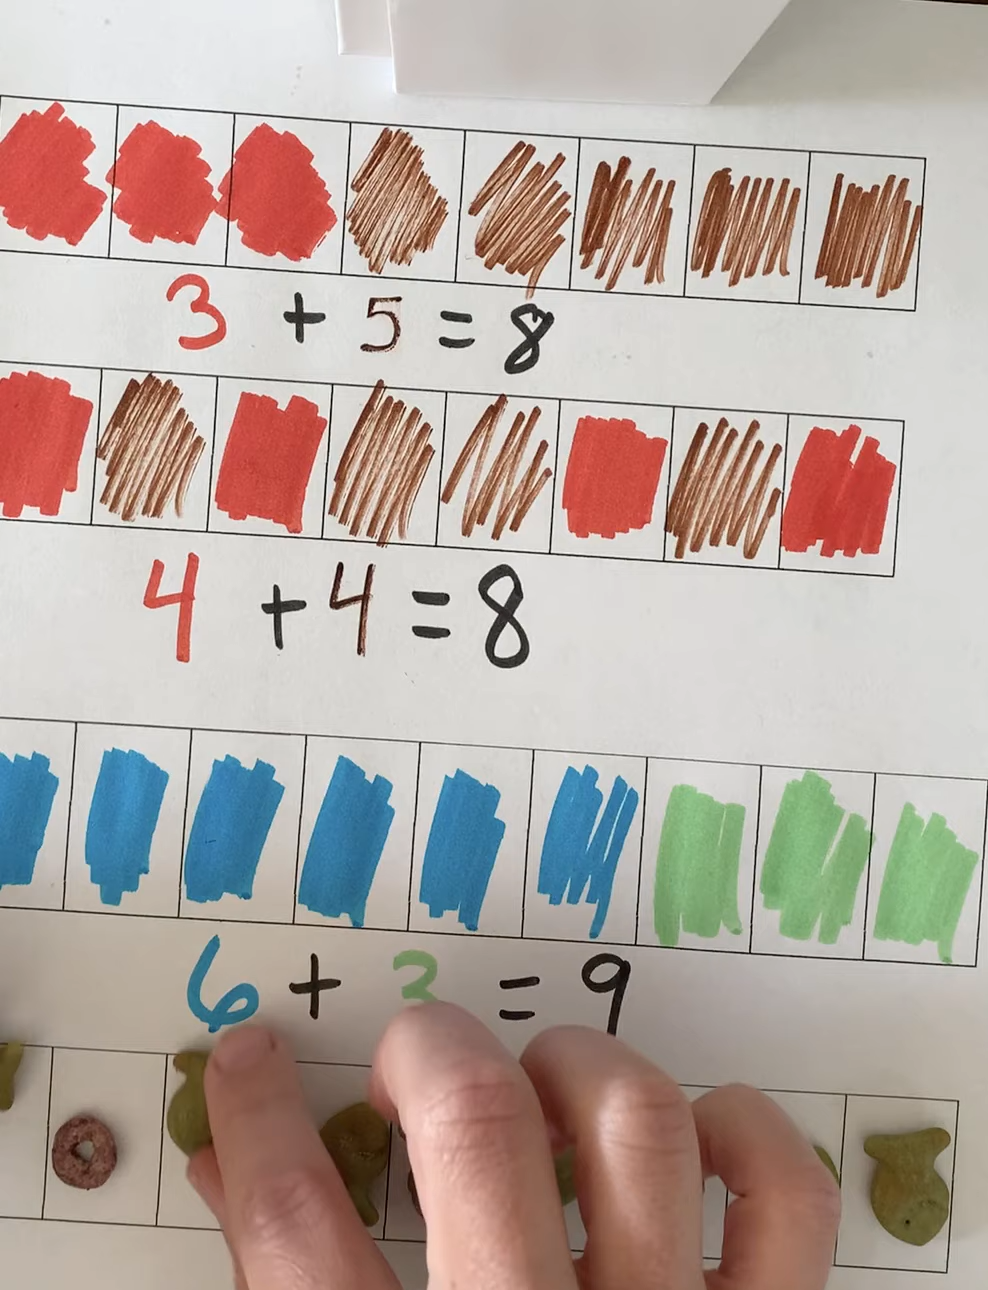 3 + 5 = 8
4 + 4 = 8
6 + 3 = 9